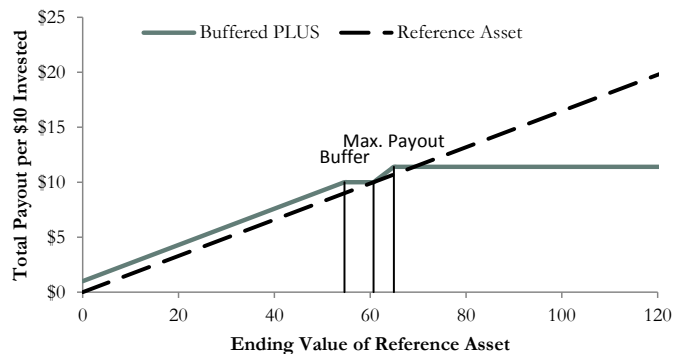 $25
Buffered PLUS
Reference Asset
$20
$15
Max. Payout
Buffer
$10
$5
$0
Total Payout per $10 Invested
0 20 40 60 80 100 120
Ending Value of Reference Asset